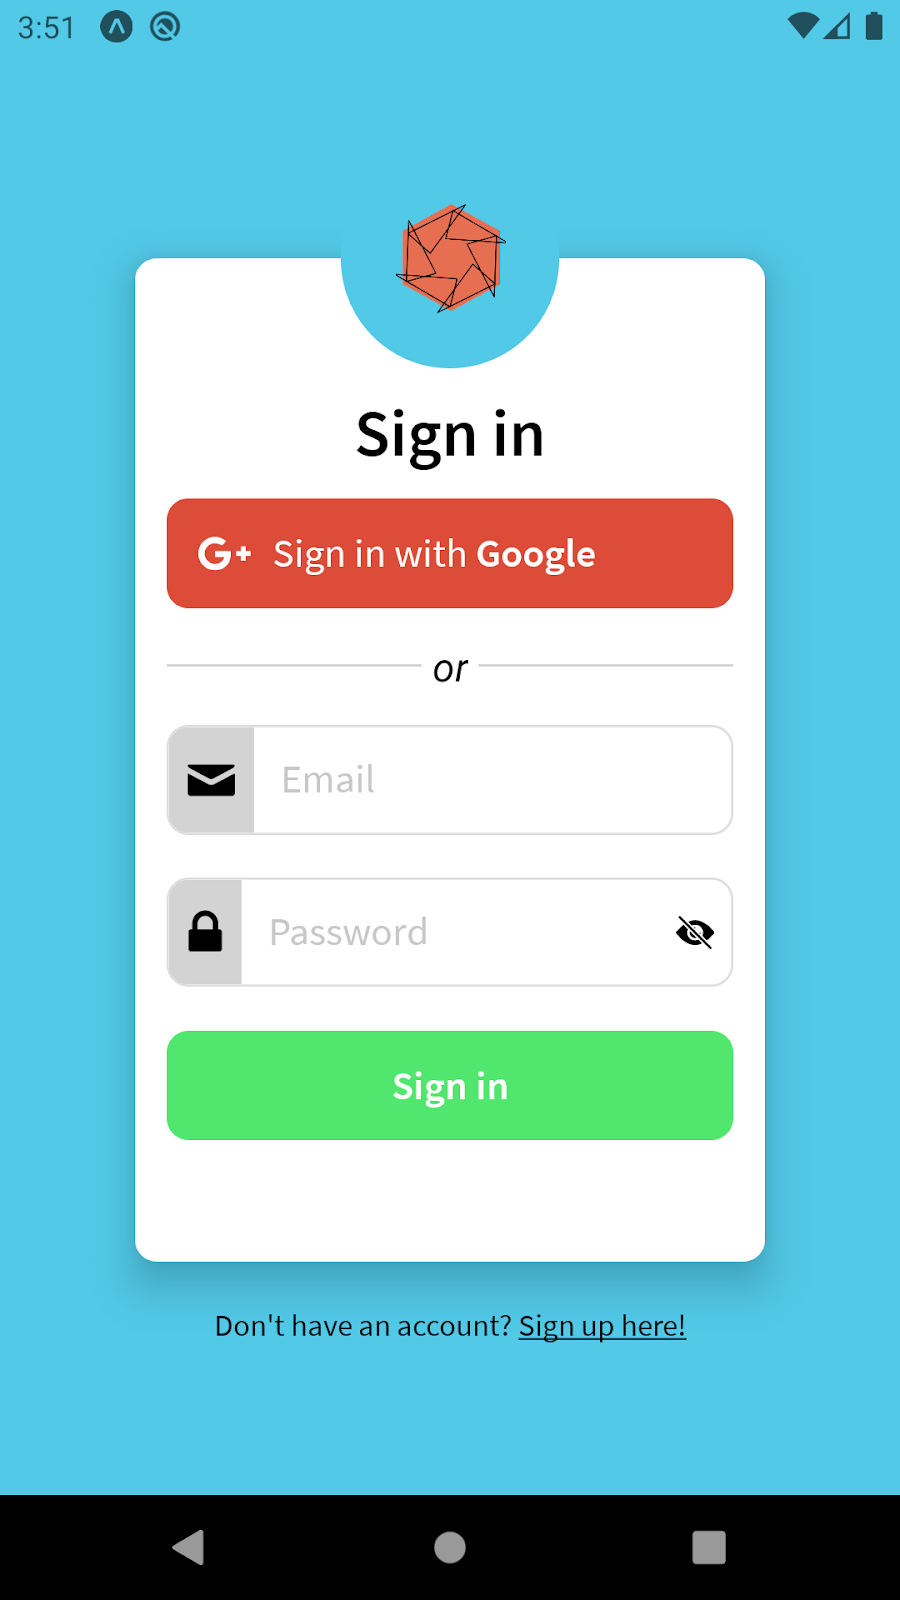 3:51
Sign in
G+ Sign in with Google
or
Email
Password
Sign in
Don't have an account? Sign up here!